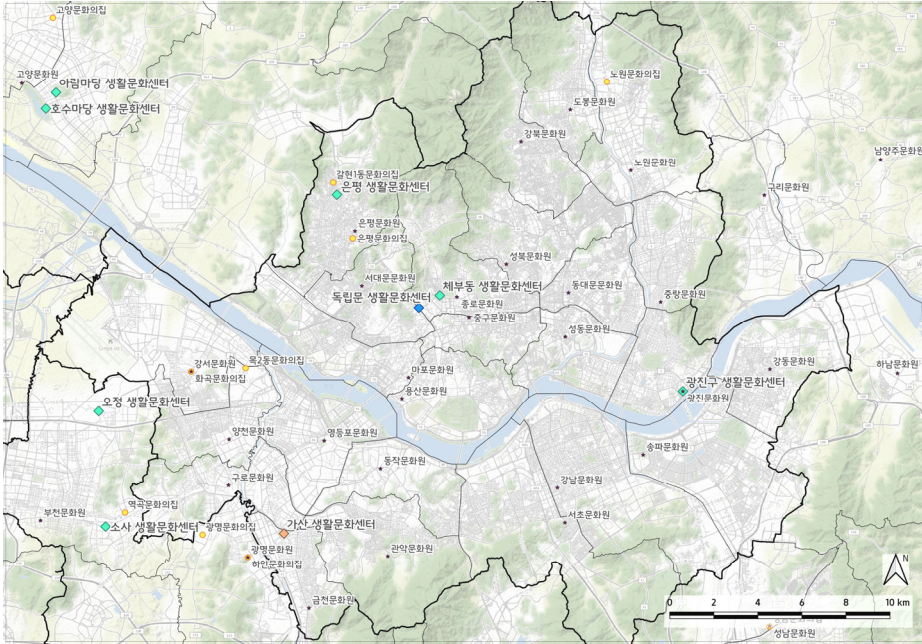 고양문화의집
고양문화원
아람마당 생활문화센터
호수마당 생활문화센터
노원문화의집
도봉문화원
강북문화원
노원문화원
남양주문화원
구리문화원
갈현1동문화의집
은평 생활문화센터
은평문화원
은평문화의집
성북문화원
서대문문화원
체부동 생활문화센터
독립문 생활문화센터
종로문화원
중구문화원
동대문문화원
중랑문화원
성동문화원
강서문화원
목2동문화의집
화곡문화의집
마포문화원
용산문화원
강동문화원
하남문화원
광진구 생활문화센터
광진문화원
오정 생활문화센터
양천문화원
영등포문화원
동작문화원
송파문화원
구로문화원
강남문화원
역곡문화의집
부천문화원
소사 생활문화센터
광명문화의집
가산 생활문화센터
서초문화원
광명문화원
하안문화의집
관악문화원
금천문화원
N
0 2 4 6 8 10 km
성남문화원